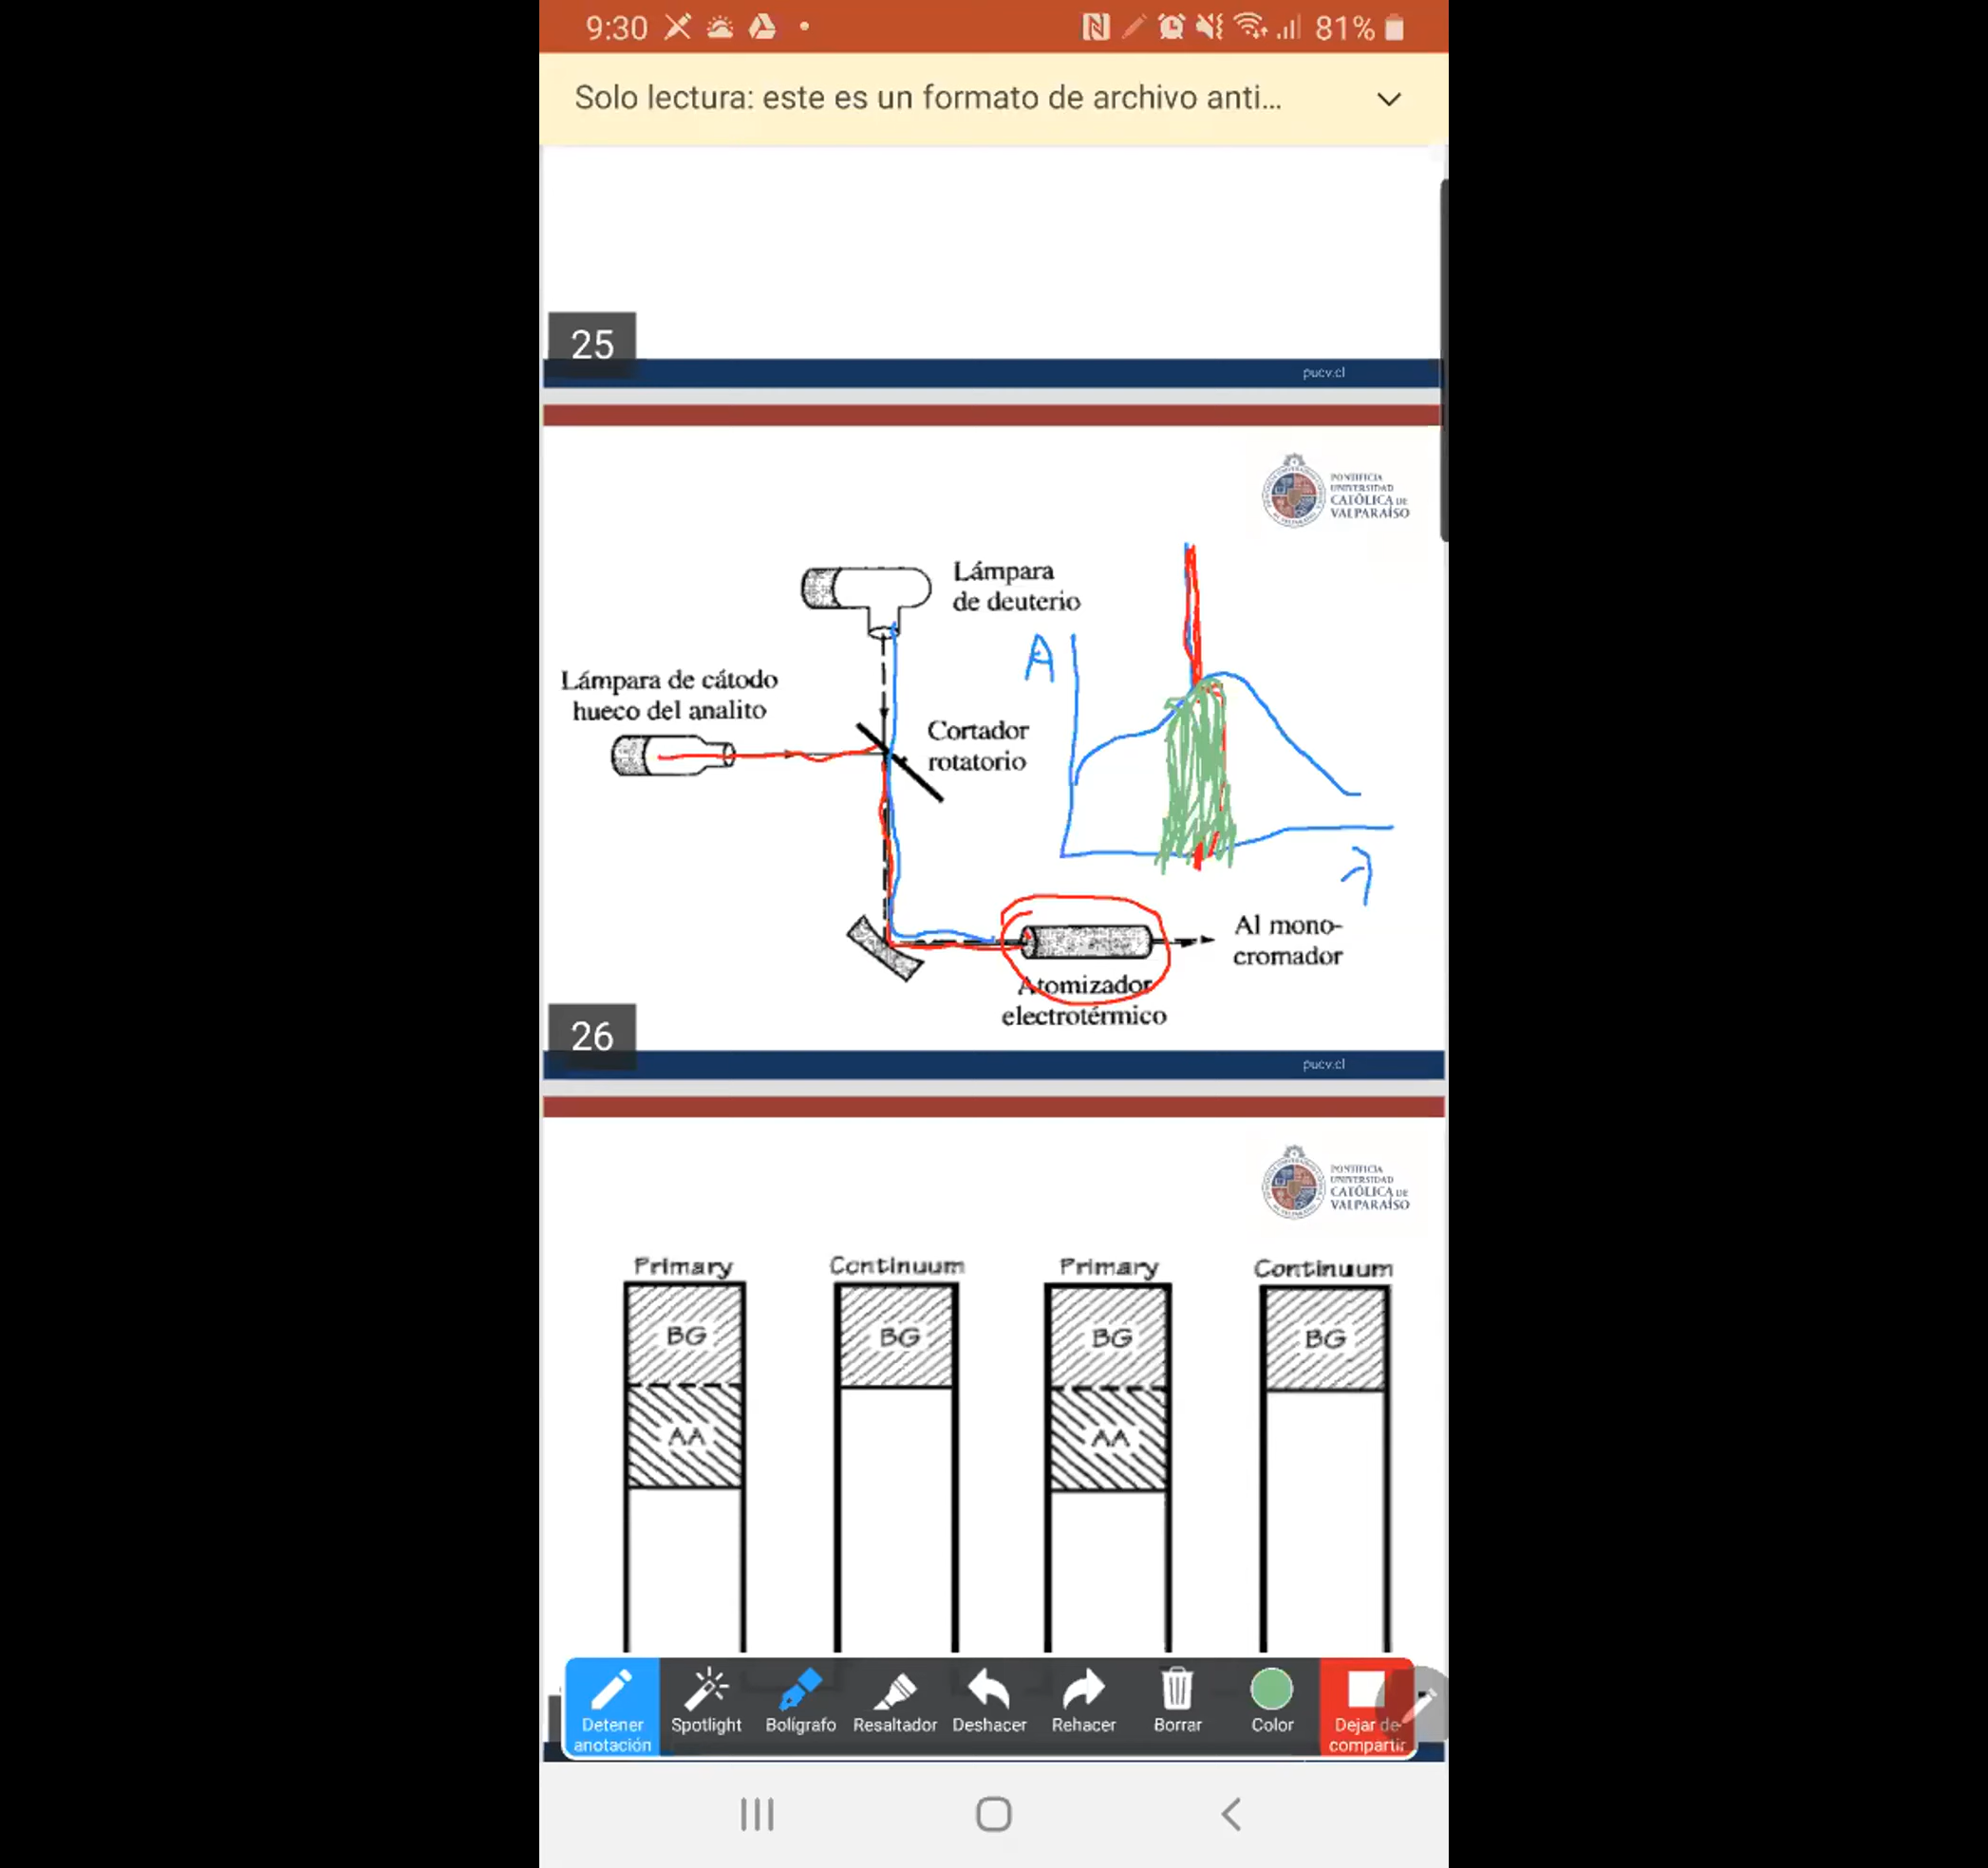 9:30
81%
Solo lectura: este es un formato de archivo anti...
25
pucv.cl
PONTIFICIA
UNIVERSIDAD
CATÓLICA DE
VALPARAÍSO
Lámpara
de deuterio
A
Lámpara de cátodo
hueco del analito
Cortador
rotatorio
λ
Al mono-
cromador
Atomizador
electrotérmico
26
pucv.cl
PONTIFICIA
UNIVERSIDAD
CATÓLICA DE
VALPARAÍSO
Primary Continuum Primary Continuum
BG BG BG BG
AA AA
Detener
anotación
Spotlight
Bolígrafo
Resaltador
Deshacer
Rehacer
Borrar
Color
Dejar de
compartir